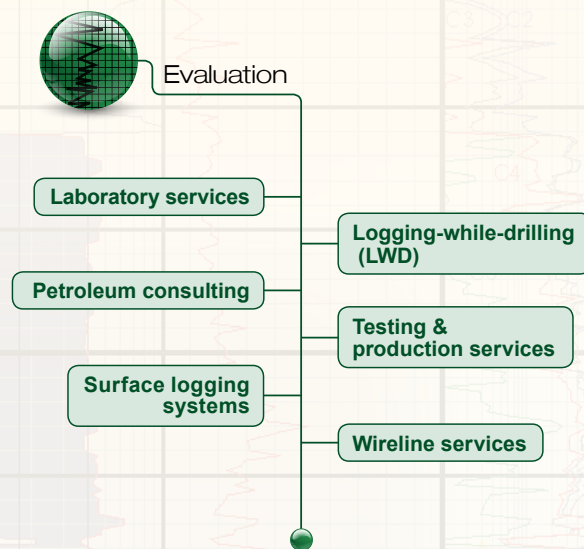 Evaluation
Laboratory services
Logging-while-drilling
(LWD)
Petroleum consulting
Testing &
production services
Surface logging
systems
Wireline services